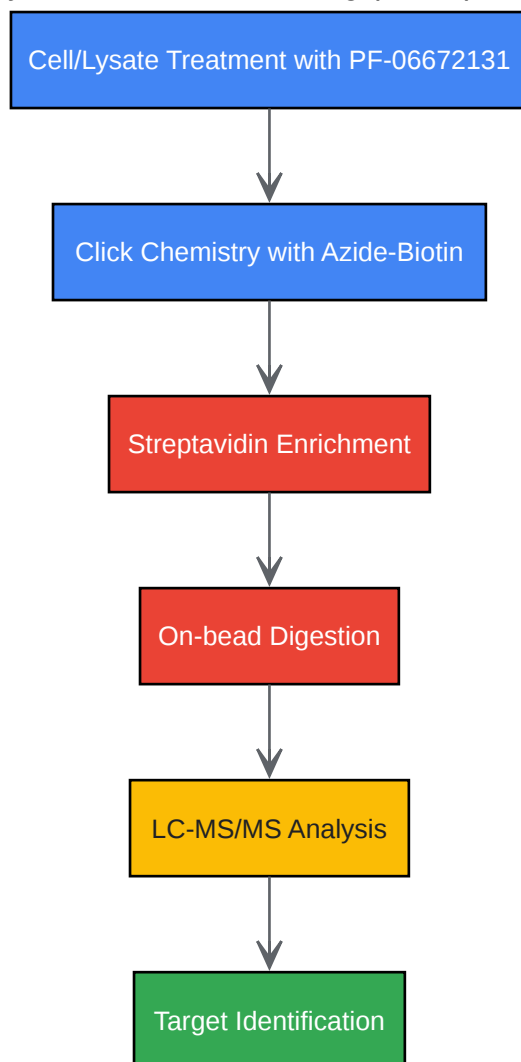 Cell/Lysate Treatment with PF-06672131
Click Chemistry with Azide-Biotin
Streptavidin Enrichment
On-bead Digestion
LC-MS/MS Analysis
Target Identification